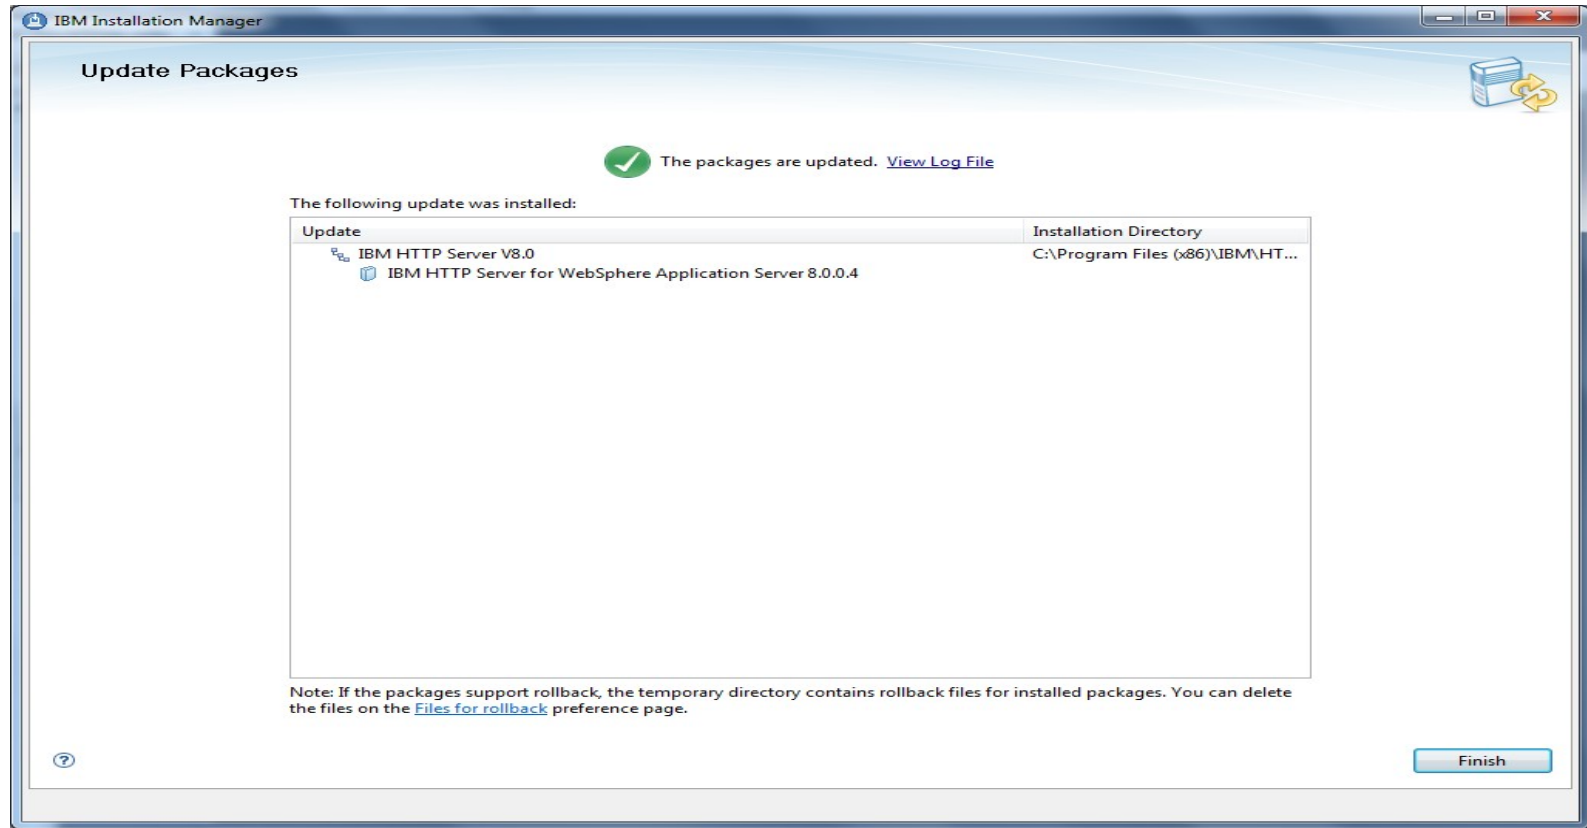 IBM Installation Manager
Update Packages
The packages are updated. View Log File
The following update was installed:
Update Installation Directory
IBM HTTP Server V8.0 C:\Program Files (x86)\IBM\HT...
IBM HTTP Server for WebSphere Application Server 8.0.0.4
Note: If the packages support rollback, the temporary directory contains rollback files for installed packages. You can delete
the files on the Files for rollback preference page.
?
Finish